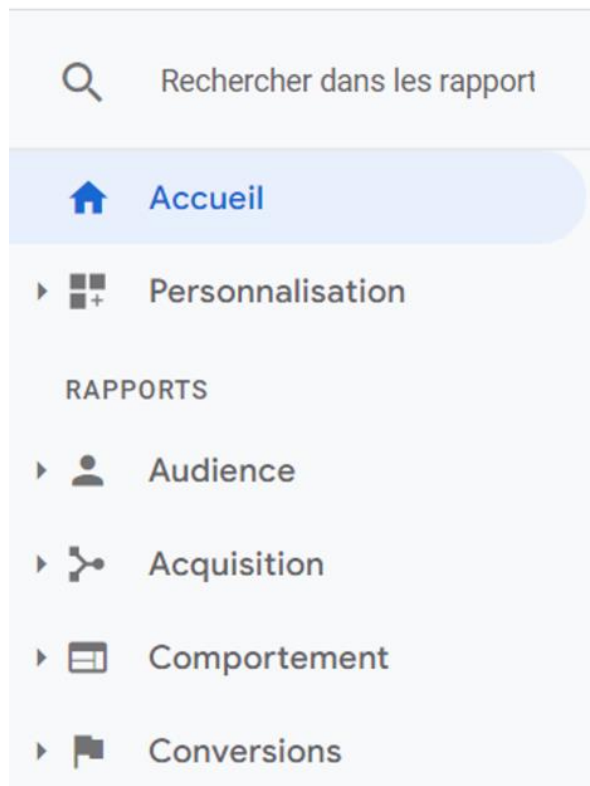 Rechercher dans les rapport
Accueil
Personnalisation
RAPPORTS
Audience
Acquisition
Comportement
Conversions